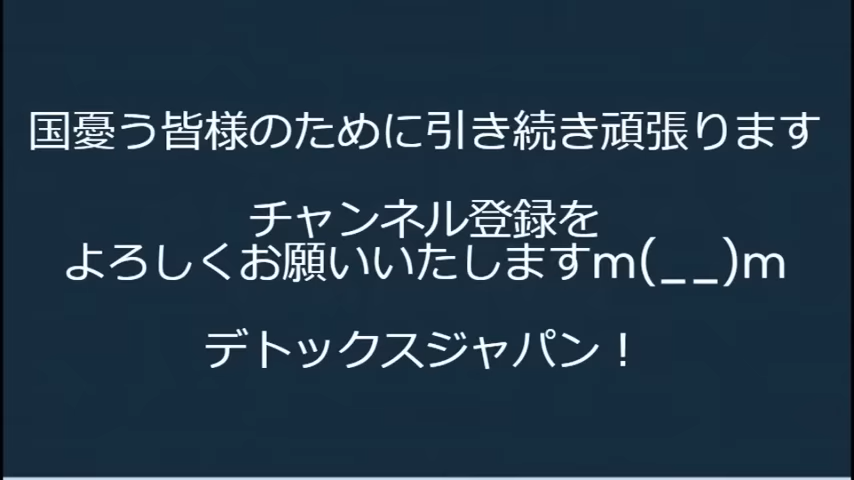 国憂う皆様のために引き続き頑張ります
チャンネル登録を
よろしくお願いいたしますm(__)m
デトックスジャパン！